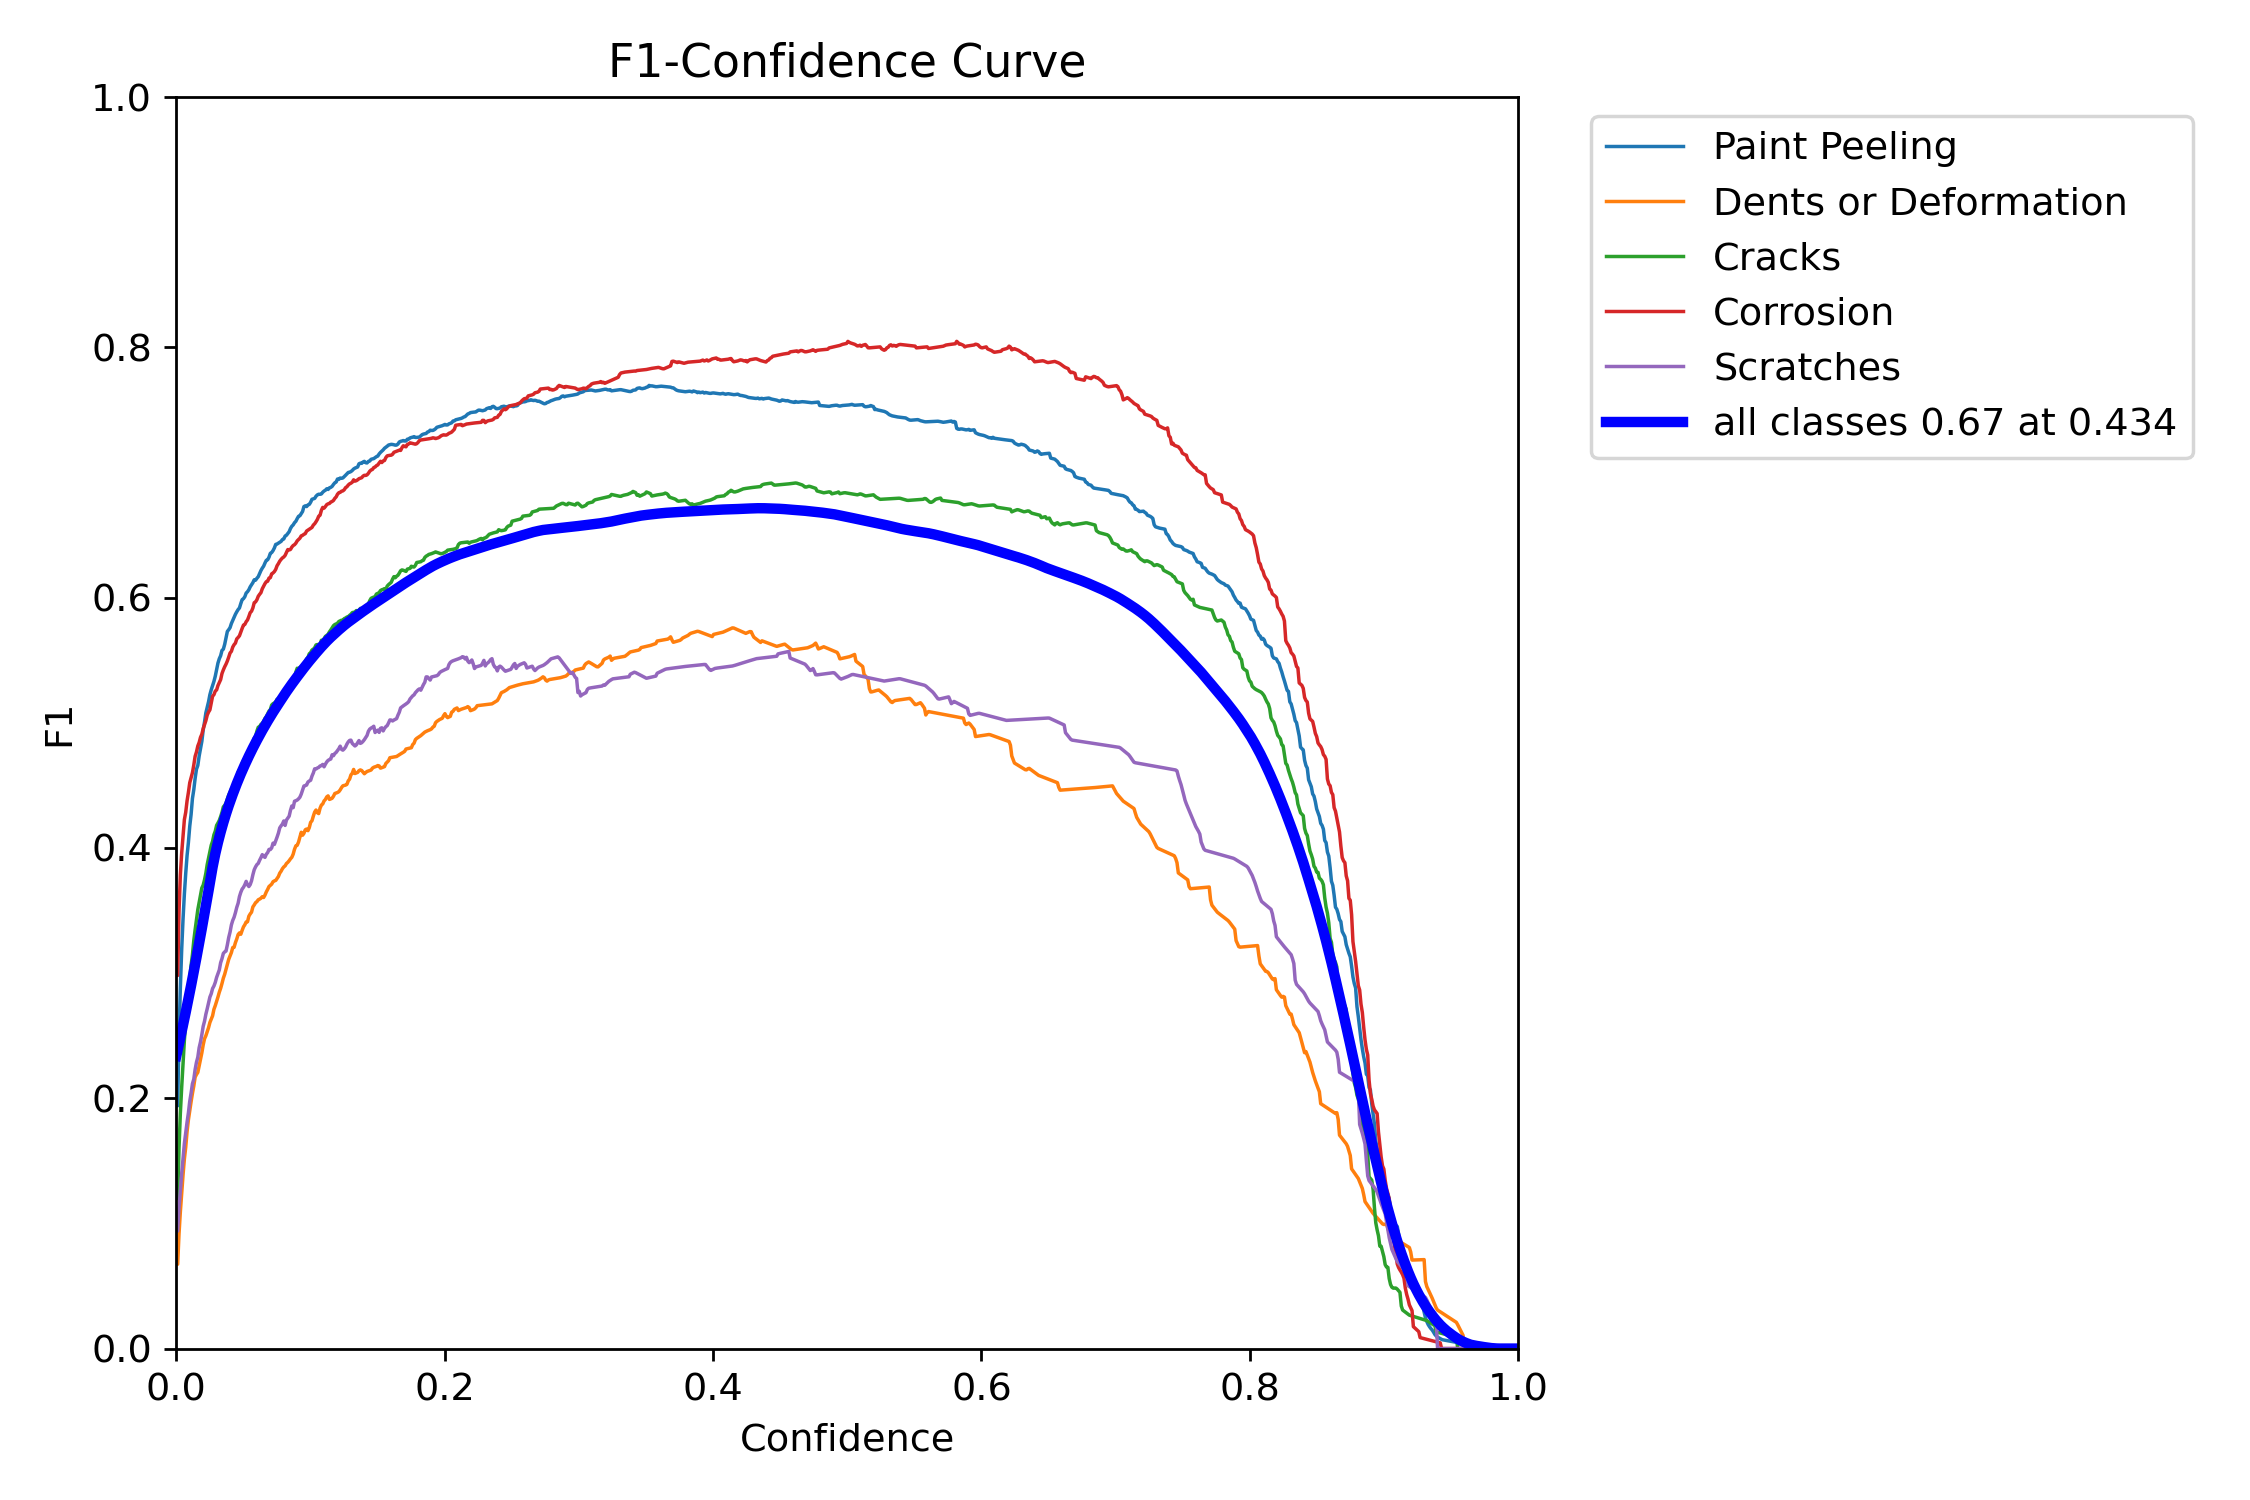 F1-Confidence Curve
1.0
0.8
0.6
0.4
0.2
0.0
F1
0.0 0.2 0.4 0.6 0.8 1.0
Confidence
Paint Peeling
Dents or Deformation
Cracks
Corrosion
Scratches
all classes 0.67 at 0.434